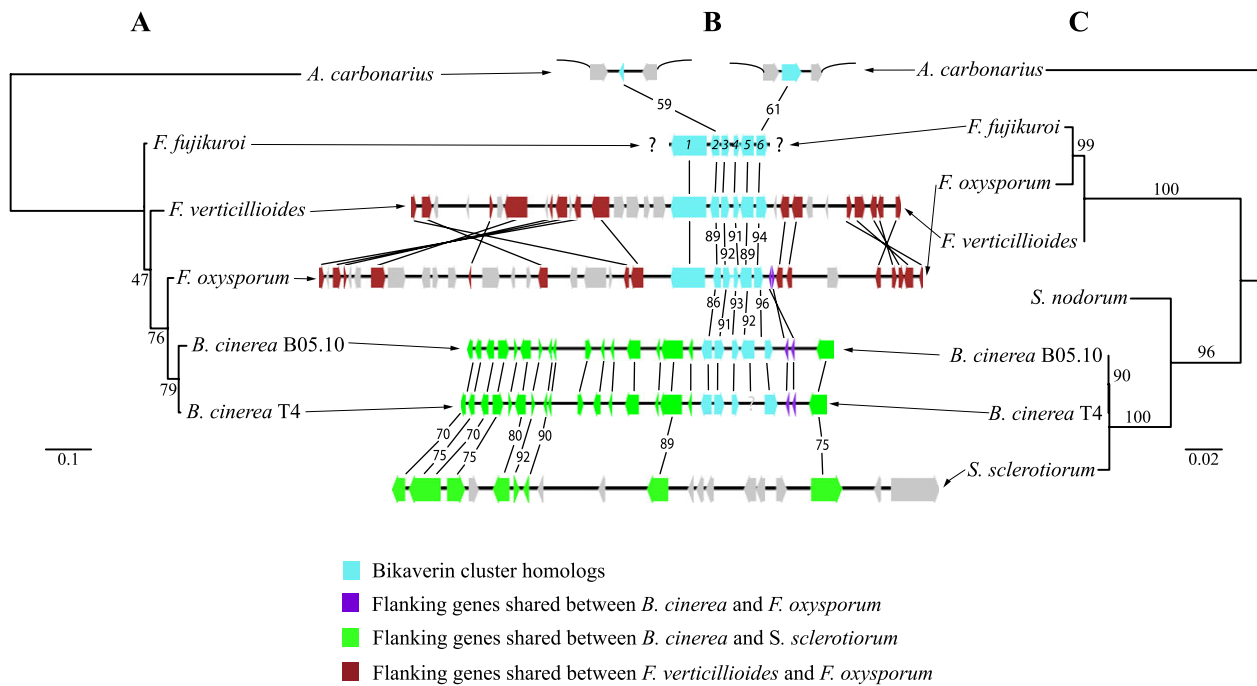 A B C
A. carbonarius A. carbonarius
59 61
F. fujikuroi ? 1 2 3 4 5 6 ? F. fujikuroi
99
F. oxysporum 100
F. verticillioides
89 91 94 F. verticillioides
92 89
47 F. oxysporum
86 93 96 S. nodorum
91 92
76
B. cinerea B05.10 B. cinerea B05.10 96
79 90
B. cinerea T4 ? B. cinerea T4 100
70 70 80 90
75 75 92 89 75
0.1 S. sclerotiorum 0.02
Bikaverin cluster homologs
Flanking genes shared between B. cinerea and F. oxysporum
Flanking genes shared between B. cinerea and S. sclerotiorum
Flanking genes shared between F. verticillioides and F. oxysporum